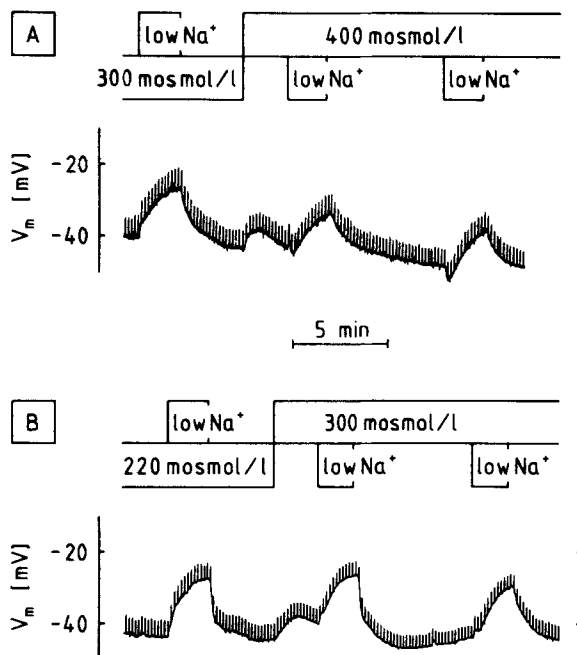 A
low Na⁺
400 mosmol/l
300 mosmol/l
low Na⁺
low Na⁺
Vm [mV]
-20
-40
5 min
B
low Na⁺
300 mosmol/l
220 mosmol/l
low Na⁺
low Na⁺
Vm [mV]
-20
-40